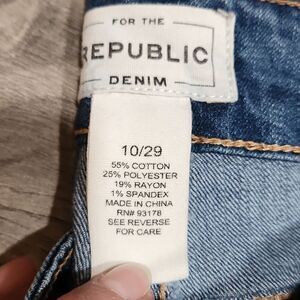 FOR THE
REPUBLIC
DENIM
10/29
55% COTTON
25% POLYESTER
19% RAYON
1% SPANDEX
MADE IN CHINA
RN# 93178
SEE REVERSE
FOR CARE